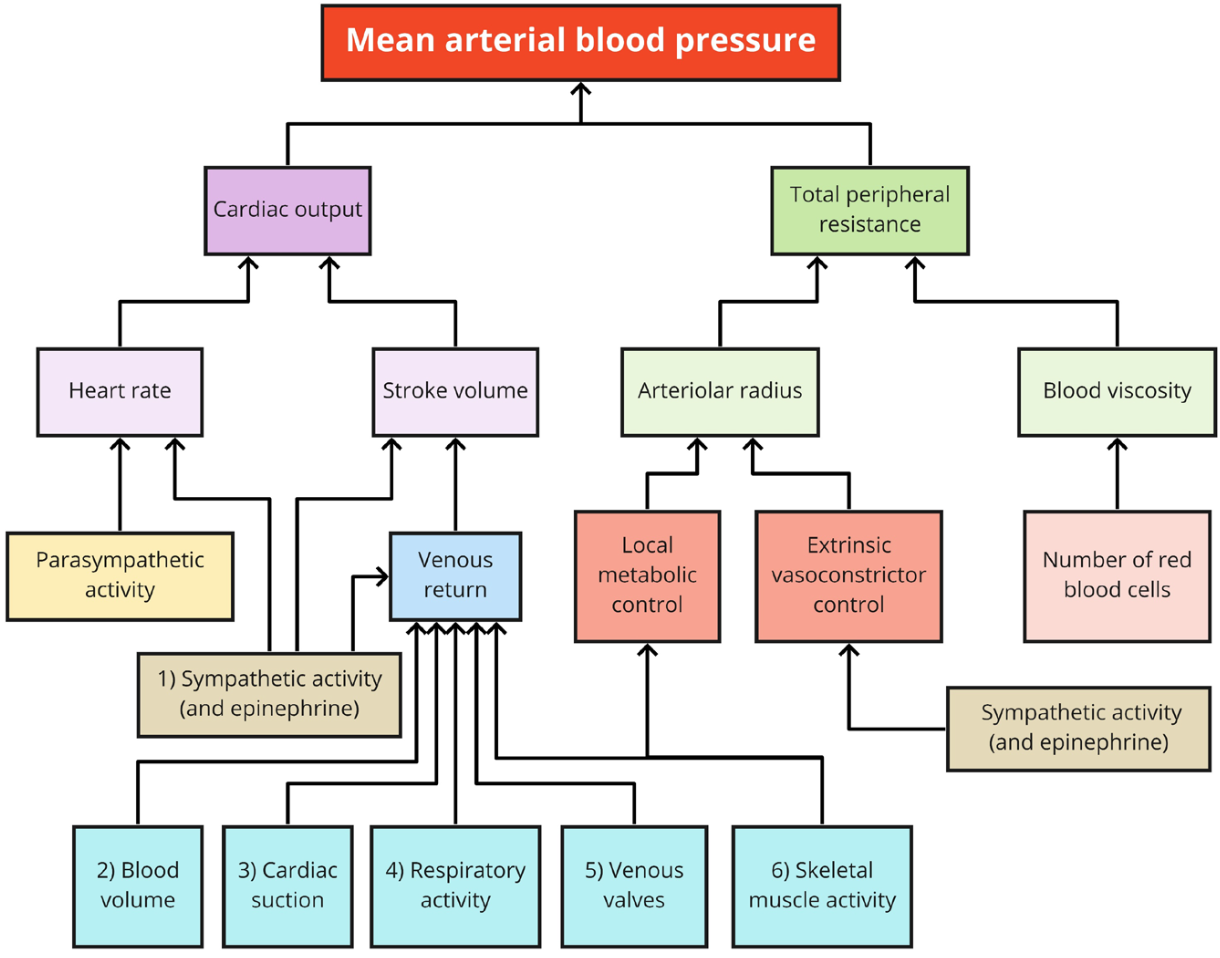 Mean arterial blood pressure
Cardiac output
Total peripheral
resistance
Heart rate
Stroke volume
Arteriolar radius
Blood viscosity
Parasympathetic
activity
Venous
return
Local
metabolic
control
Extrinsic
vasoconstrictor
control
Number of red
blood cells
1) Sympathetic activity
(and epinephrine)
Sympathetic activity
(and epinephrine)
2) Blood
volume
3) Cardiac
suction
4) Respiratory
activity
5) Venous
valves
6) Skeletal
muscle activity